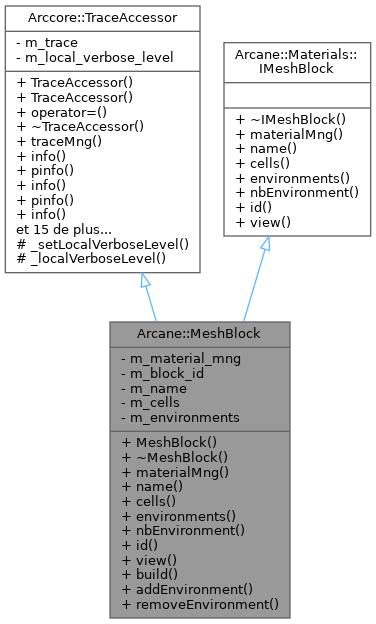 Arccore::TraceAccessor
- m_trace
- m_local_verbose_level
+ TraceAccessor()
+ TraceAccessor()
+ operator=()
+ ~TraceAccessor()
+ traceMng()
+ info()
+ pinfo()
+ info()
+ pinfo()
+ info()
et 15 de plus...
# _setLocalVerboseLevel()
# _localVerboseLevel()
Arcane::Materials::
IMeshBlock
+ ~IMeshBlock()
+ materialMng()
+ name()
+ cells()
+ environments()
+ nbEnvironment()
+ id()
+ view()
Arcane::MeshBlock
- m_material_mng
- m_block_id
- m_name
- m_cells
- m_environments
+ MeshBlock()
+ ~MeshBlock()
+ materialMng()
+ name()
+ cells()
+ environments()
+ nbEnvironment()
+ id()
+ view()
+ build()
+ addEnvironment()
+ removeEnvironment()